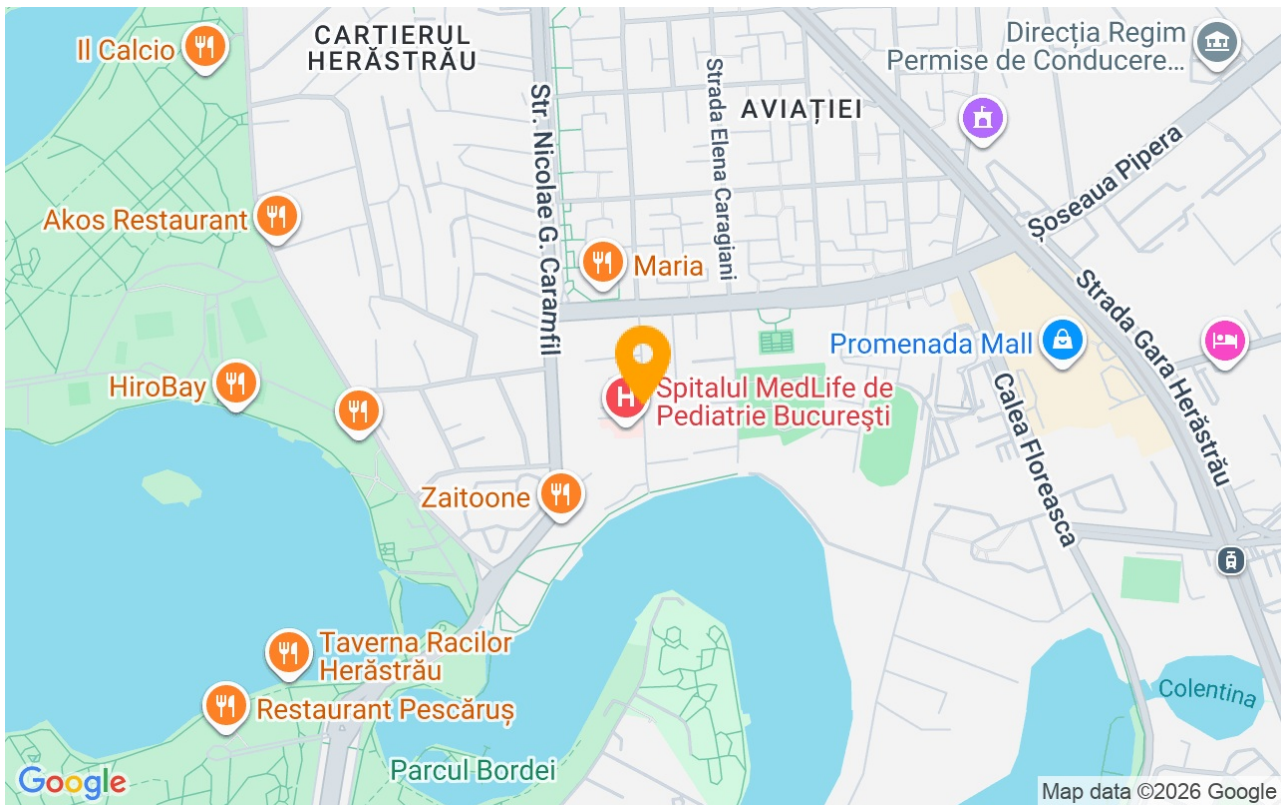 Il Calcio
CARTIERUL
HERĂSTRĂU
Direcția Regim
Permise de Conducere...
AVIAȚIEI
Strada Elena Caragiani
Str. Nicolae G. Caramfil
Șoseaua Pipera
Akos Restaurant
Maria
Strada Gara Herăstrău
Promenada Mall
HiroBay
H
Spitalul MedLife de
Pediatrie Bucureşti
Calea Floreasca
Zaitoone
Taverna Racilor
Herăstrău
Restaurant Pescăruș
Colentina
Parcul Bordei
Google
Map data ©2026 Google